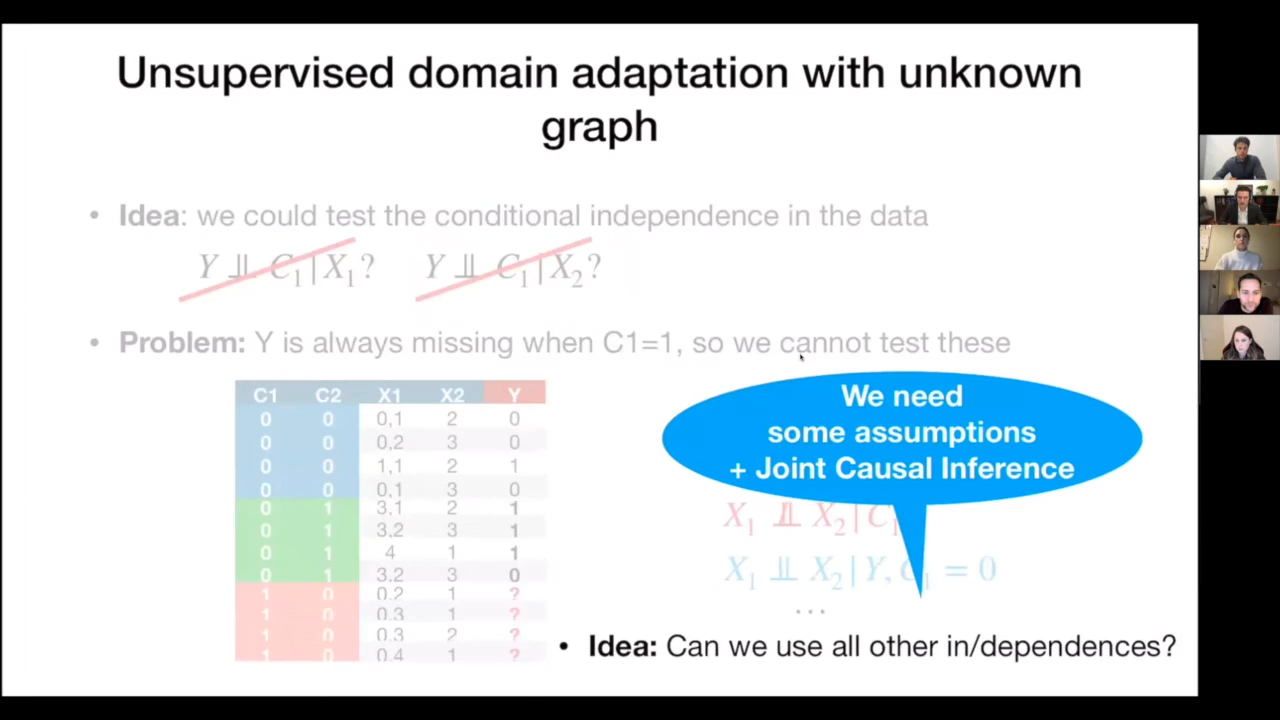 Unsupervised domain adaptation with unknown
graph
• Idea: we could test the conditional independence in the data
Y ⫫ C₁ | X₁? Y ⫫ C₁ | X₂?
• Problem: Y is always missing when C1=1, so we cannot test these
C1 C2 X1 X2 Y
0 0 0,1 2 0
0 0 0,2 3 0
0 0 1,1 2 1
0 0 0,1 3 0
0 1 3,1 2 1
0 1 3,2 3 1
0 1 4 1 1
0 1 3,2 3 0
1 0 0,2 1 ?
1 0 0,3 1 ?
1 0 0,3 2 ?
1 0 0,4 1 ?
We need
some assumptions
+ Joint Causal Inference
X₁ ⫫̸ X₂ | C₁
X₁ ⫫ X₂ | Y, C₁ = 0
...
• Idea: Can we use all other in/dependences?